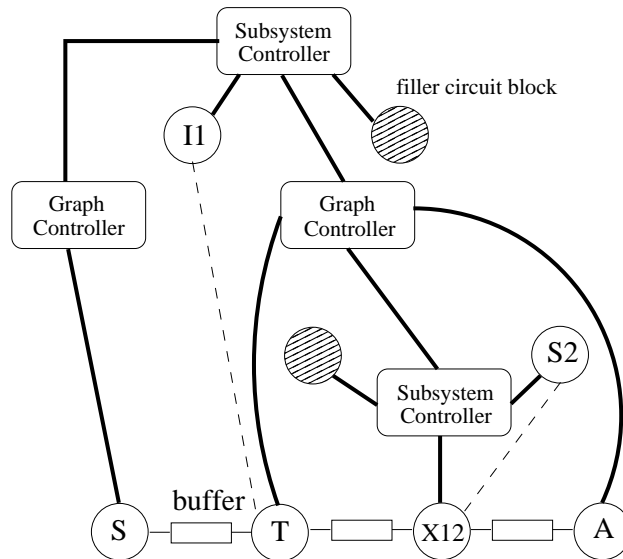 Subsystem
Controller
filler circuit block
I1
Graph
Controller
Graph
Controller
S2
Subsystem
Controller
buffer
S
T
X12
A